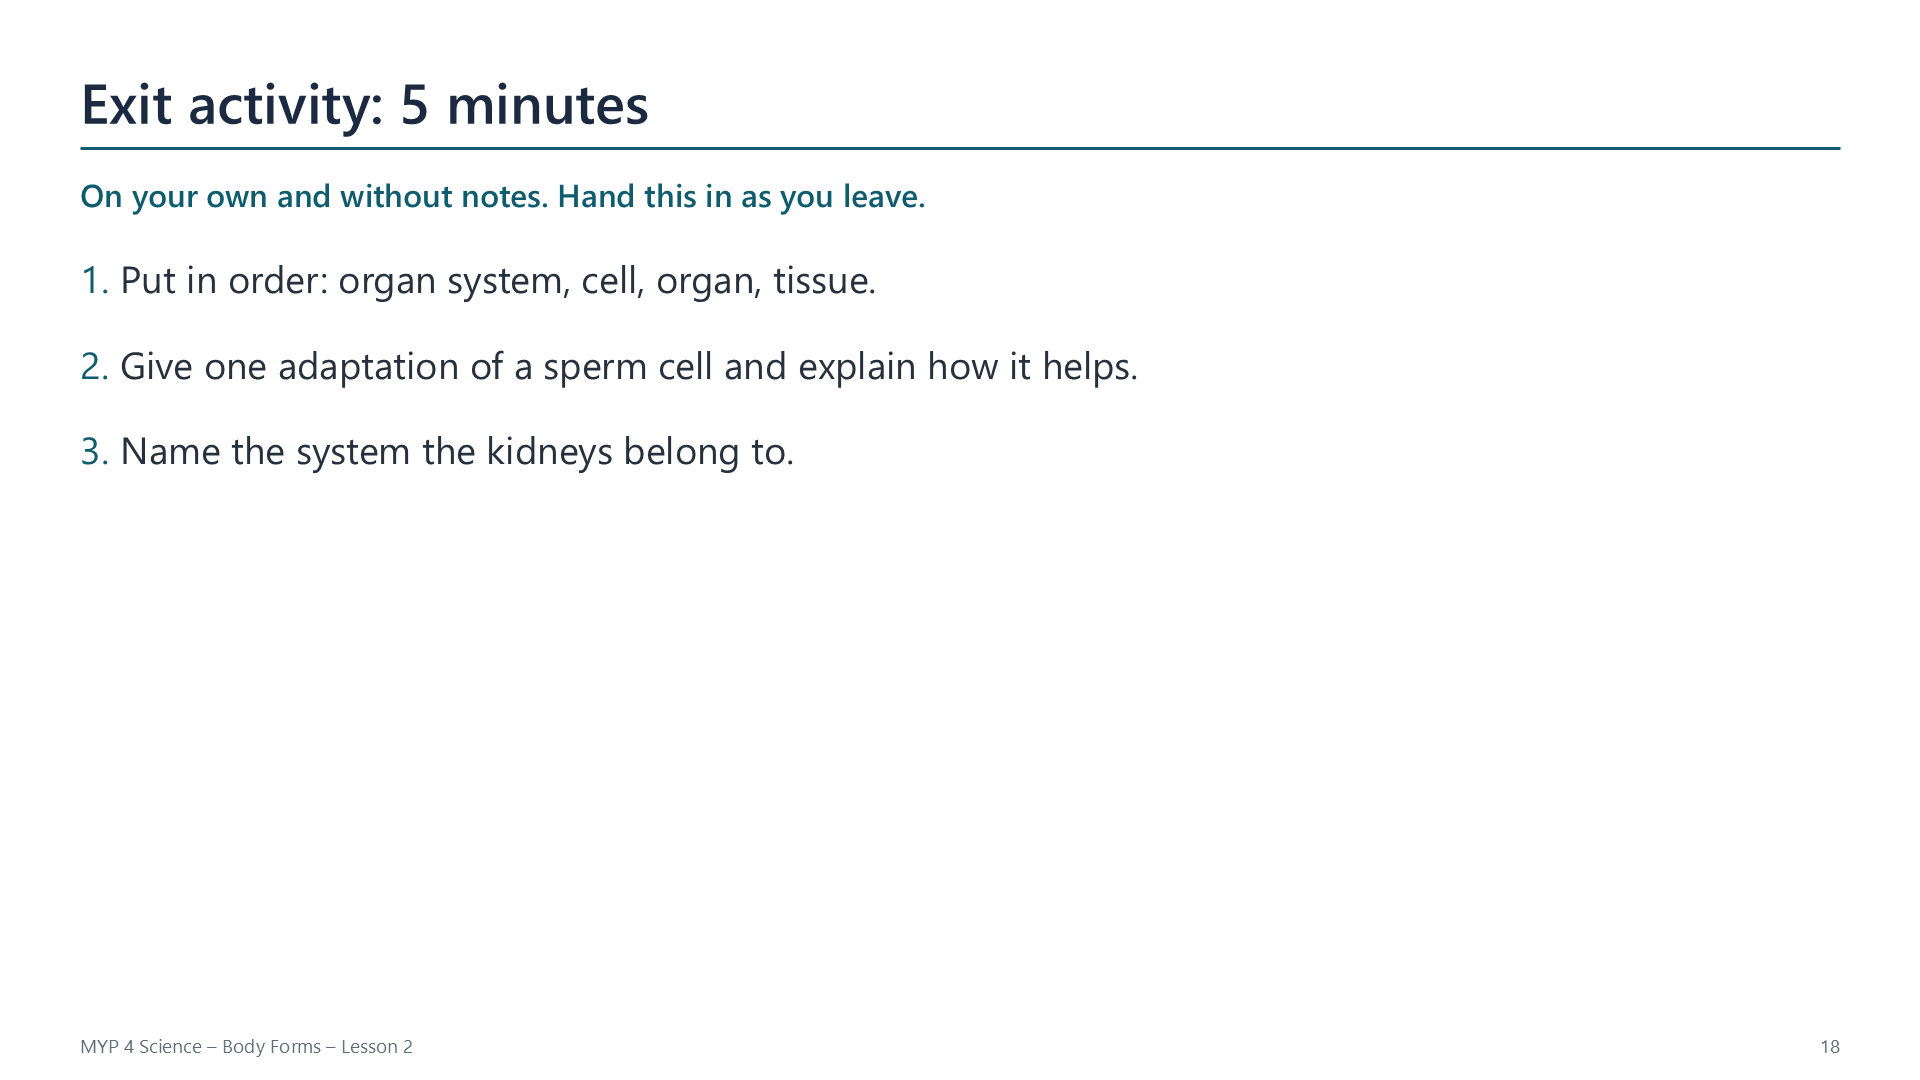 Exit activity: 5 minutes
On your own and without notes. Hand this in as you leave.
1. Put in order: organ system, cell, organ, tissue.
2. Give one adaptation of a sperm cell and explain how it helps.
3. Name the system the kidneys belong to.
MYP 4 Science – Body Forms – Lesson 2
18